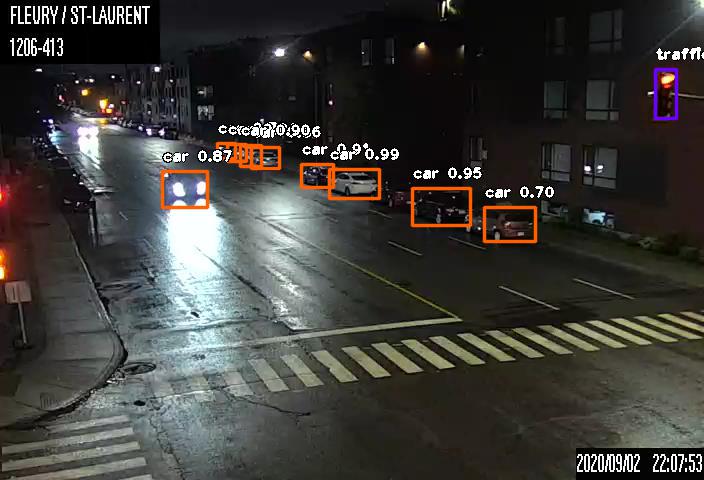 FLEURY / ST-LAURENT
1206-413
traffi
car 0.87
car 0.99
car 0.95
car 0.70
2020/09/02 22:07:53